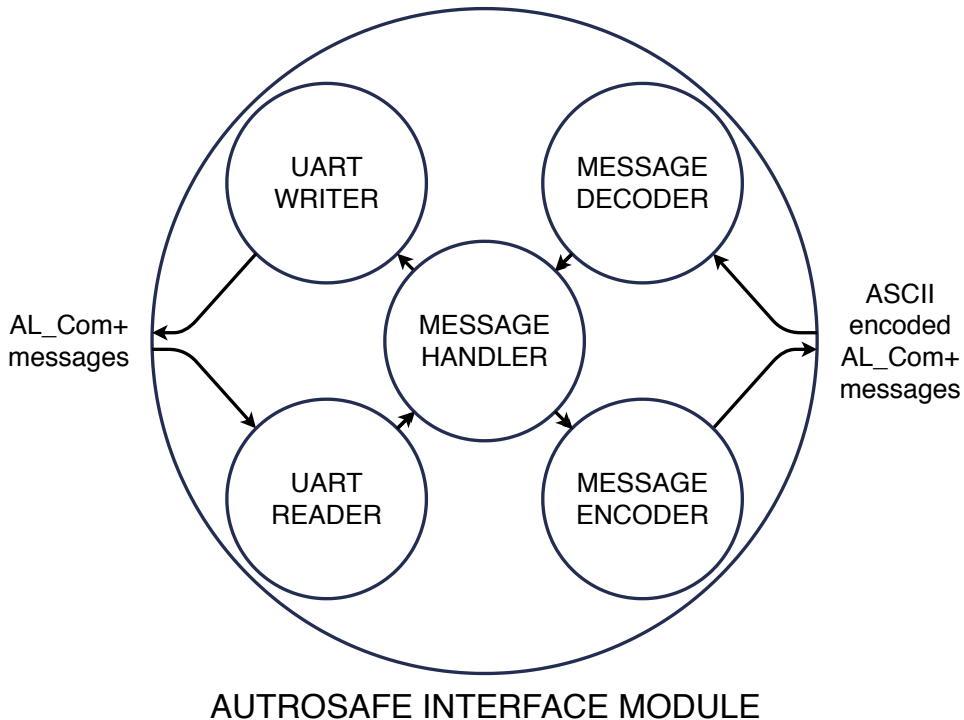 UART
WRITER
MESSAGE
DECODER
AL_Com+
messages
MESSAGE
HANDLER
ASCII
encoded
AL_Com+
messages
UART
READER
MESSAGE
ENCODER
AUTROSAFE INTERFACE MODULE